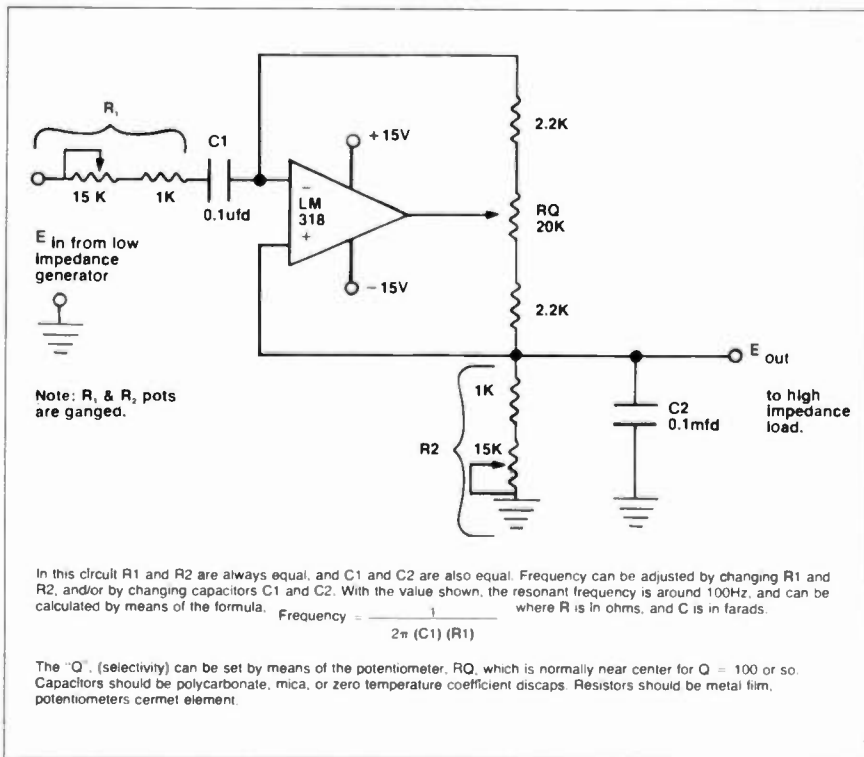 R₁
C1
15 K
1K
0.1ufd
E in from low
impedance
generator
Note: R₁ & R₂ pots
are ganged.
+15V
−
LM
318
+
−15V
2.2K
RQ
20K
2.2K
E out
to high
impedance
load.
1K
R2
15K
C2
0.1mfd
In this circuit R1 and R2 are always equal, and C1 and C2 are also equal. Frequency can be adjusted by changing R1 and
R2, and/or by changing capacitors C1 and C2. With the value shown, the resonant frequency is around 100Hz, and can be
calculated by means of the formula, Frequency = 1 / 2π (C1) (R1) where R is in ohms, and C is in farads.
The "Q", (selectivity) can be set by means of the potentiometer, RQ, which is normally near center for Q = 100 or so.
Capacitors should be polycarbonate, mica, or zero temperature coefficient discaps. Resistors should be metal film,
potentiometers cermet element.